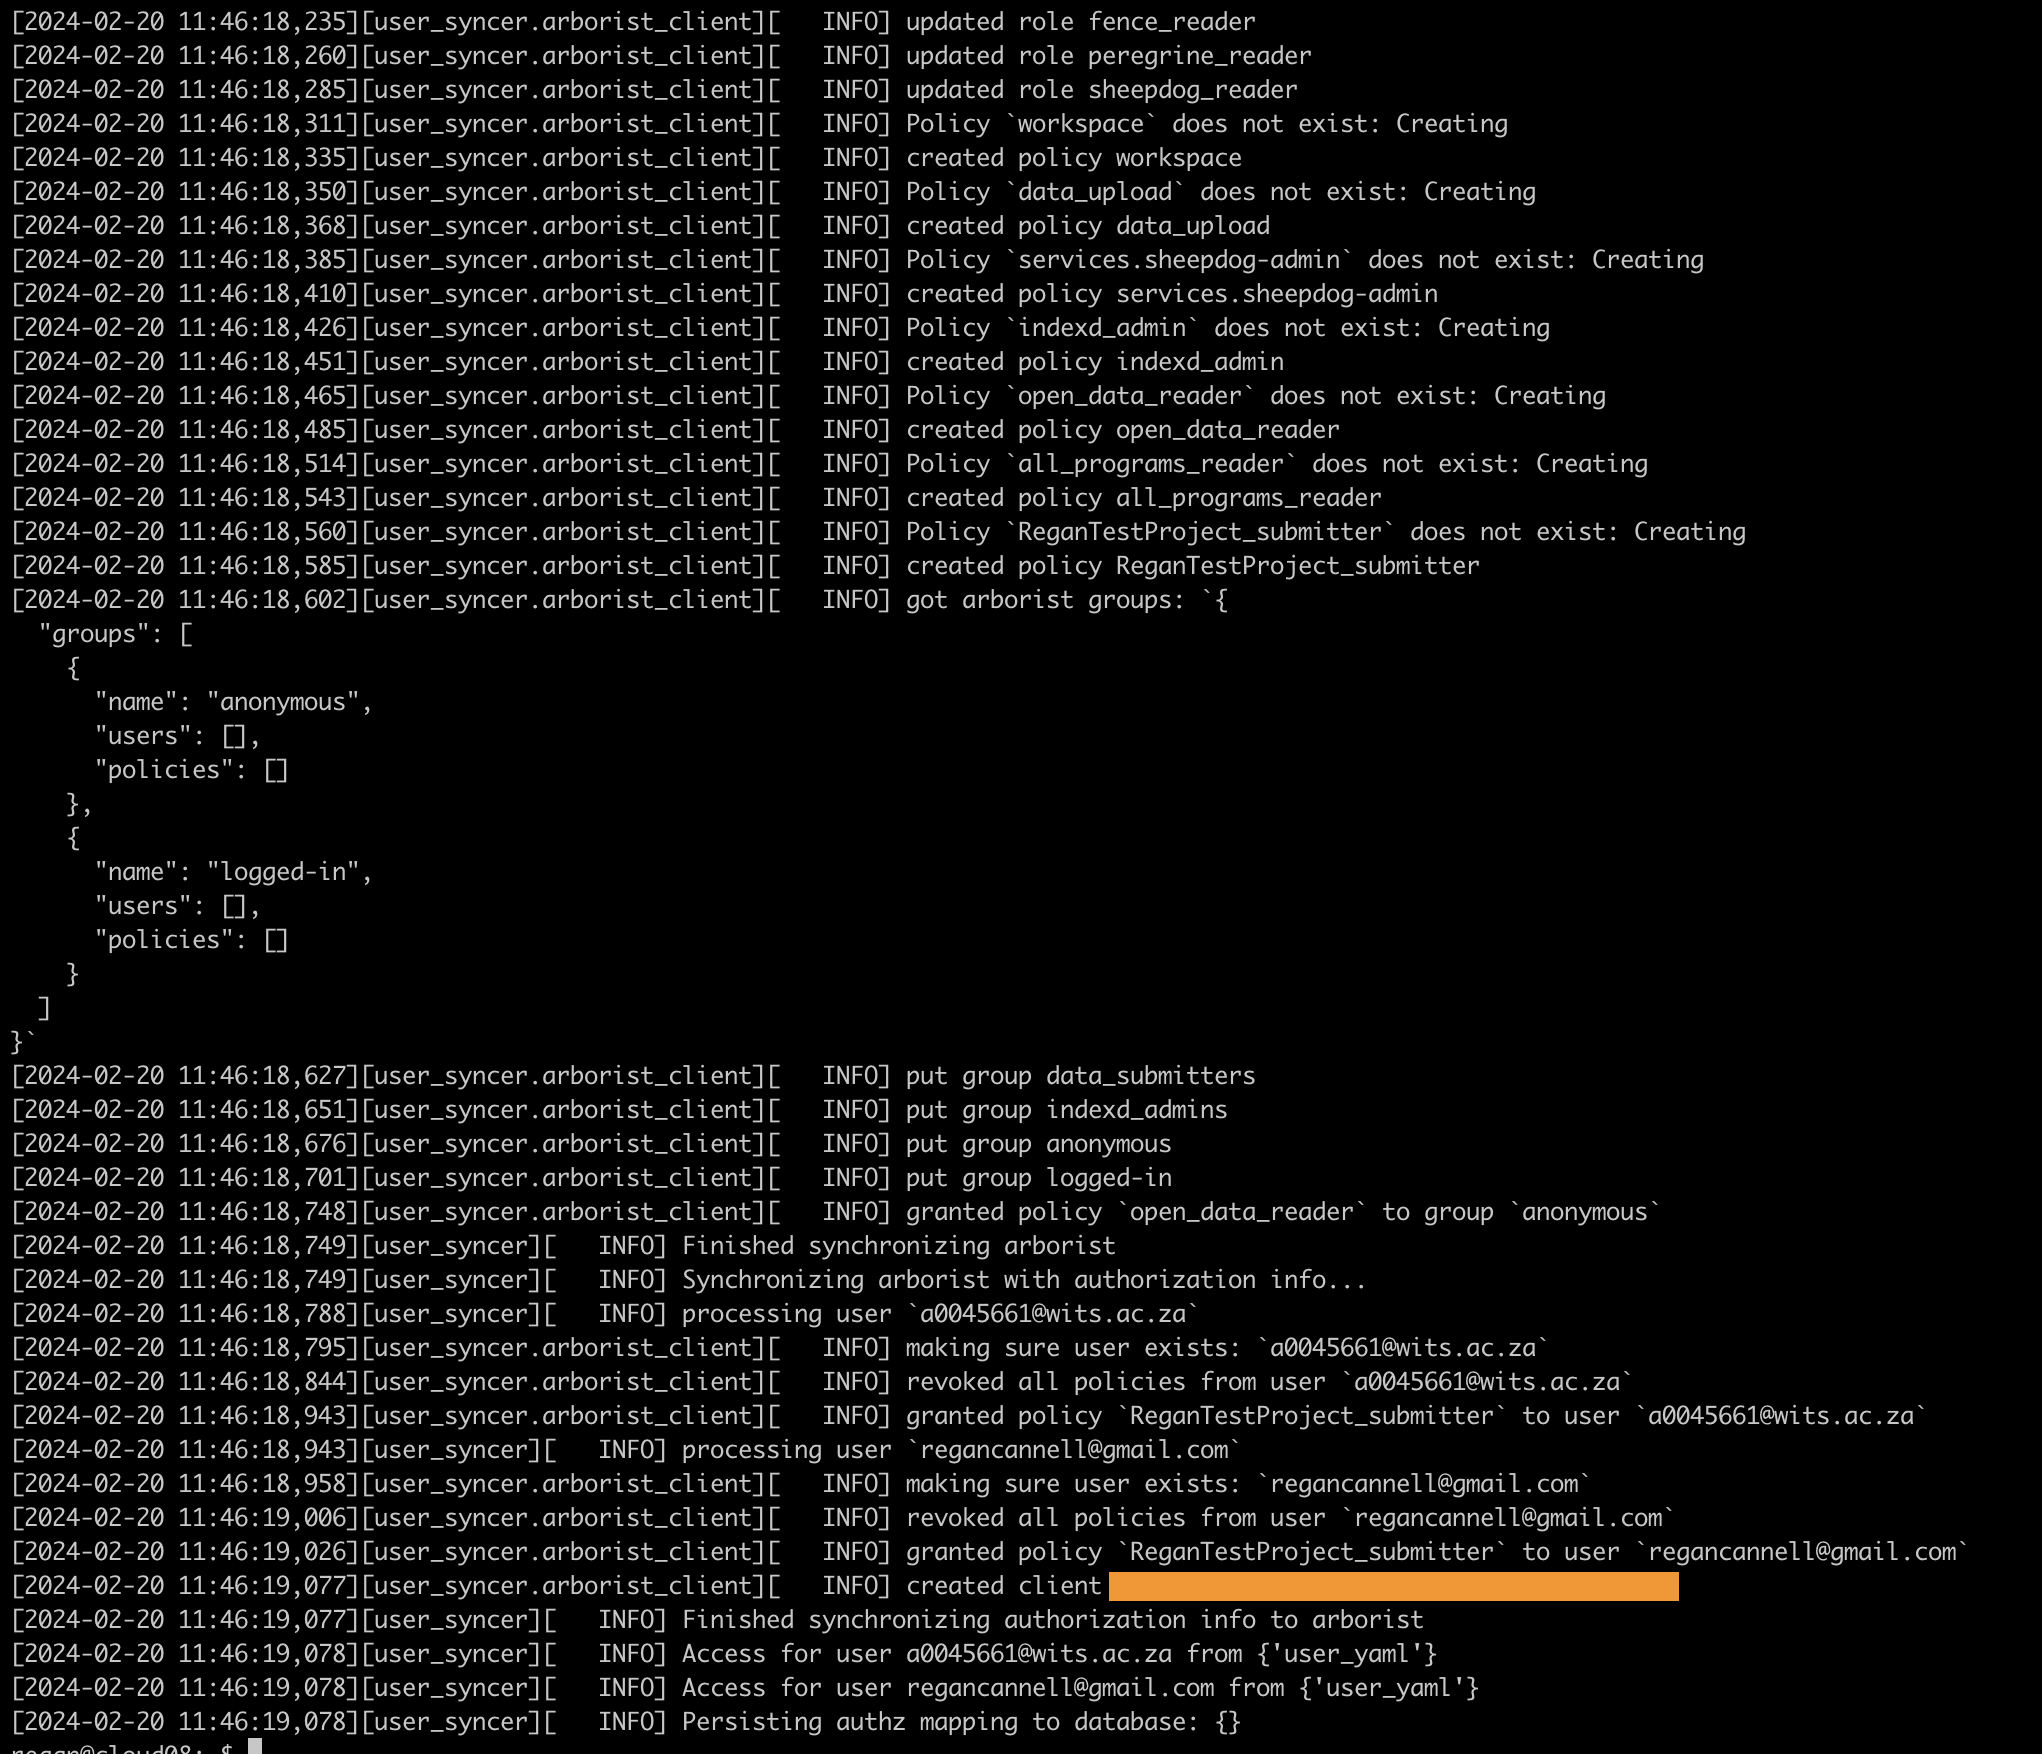 [2024-02-20 11:46:18,235][user_syncer.arborist_client][   INFO] updated role fence_reader
[2024-02-20 11:46:18,260][user_syncer.arborist_client][   INFO] updated role peregrine_reader
[2024-02-20 11:46:18,285][user_syncer.arborist_client][   INFO] updated role sheepdog_reader
[2024-02-20 11:46:18,311][user_syncer.arborist_client][   INFO] Policy `workspace` does not exist: Creating
[2024-02-20 11:46:18,335][user_syncer.arborist_client][   INFO] created policy workspace
[2024-02-20 11:46:18,350][user_syncer.arborist_client][   INFO] Policy `data_upload` does not exist: Creating
[2024-02-20 11:46:18,368][user_syncer.arborist_client][   INFO] created policy data_upload
[2024-02-20 11:46:18,385][user_syncer.arborist_client][   INFO] Policy `services.sheepdog-admin` does not exist: Creating
[2024-02-20 11:46:18,410][user_syncer.arborist_client][   INFO] created policy services.sheepdog-admin
[2024-02-20 11:46:18,426][user_syncer.arborist_client][   INFO] Policy `indexd_admin` does not exist: Creating
[2024-02-20 11:46:18,451][user_syncer.arborist_client][   INFO] created policy indexd_admin
[2024-02-20 11:46:18,465][user_syncer.arborist_client][   INFO] Policy `open_data_reader` does not exist: Creating
[2024-02-20 11:46:18,485][user_syncer.arborist_client][   INFO] created policy open_data_reader
[2024-02-20 11:46:18,514][user_syncer.arborist_client][   INFO] Policy `all_programs_reader` does not exist: Creating
[2024-02-20 11:46:18,543][user_syncer.arborist_client][   INFO] created policy all_programs_reader
[2024-02-20 11:46:18,560][user_syncer.arborist_client][   INFO] Policy `ReganTestProject_submitter` does not exist: Creating
[2024-02-20 11:46:18,585][user_syncer.arborist_client][   INFO] created policy ReganTestProject_submitter
[2024-02-20 11:46:18,602][user_syncer.arborist_client][   INFO] got arborist groups: `{
  "groups": [
    {
      "name": "anonymous",
      "users": [],
      "policies": []
    },
    {
      "name": "logged-in",
      "users": [],
      "policies": []
    }
  ]
}`
[2024-02-20 11:46:18,627][user_syncer.arborist_client][   INFO] put group data_submitters
[2024-02-20 11:46:18,651][user_syncer.arborist_client][   INFO] put group indexd_admins
[2024-02-20 11:46:18,676][user_syncer.arborist_client][   INFO] put group anonymous
[2024-02-20 11:46:18,701][user_syncer.arborist_client][   INFO] put group logged-in
[2024-02-20 11:46:18,748][user_syncer.arborist_client][   INFO] granted policy `open_data_reader` to group `anonymous`
[2024-02-20 11:46:18,749][user_syncer][   INFO] Finished synchronizing arborist
[2024-02-20 11:46:18,749][user_syncer][   INFO] Synchronizing arborist with authorization info...
[2024-02-20 11:46:18,788][user_syncer][   INFO] processing user `a0045661@wits.ac.za`
[2024-02-20 11:46:18,795][user_syncer.arborist_client][   INFO] making sure user exists: `a0045661@wits.ac.za`
[2024-02-20 11:46:18,844][user_syncer.arborist_client][   INFO] revoked all policies from user `a0045661@wits.ac.za`
[2024-02-20 11:46:18,943][user_syncer.arborist_client][   INFO] granted policy `ReganTestProject_submitter` to user `a0045661@wits.ac.za`
[2024-02-20 11:46:18,943][user_syncer][   INFO] processing user `regancannell@gmail.com`
[2024-02-20 11:46:18,958][user_syncer.arborist_client][   INFO] making sure user exists: `regancannell@gmail.com`
[2024-02-20 11:46:19,006][user_syncer.arborist_client][   INFO] revoked all policies from user `regancannell@gmail.com`
[2024-02-20 11:46:19,026][user_syncer.arborist_client][   INFO] granted policy `ReganTestProject_submitter` to user `regancannell@gmail.com`
[2024-02-20 11:46:19,077][user_syncer.arborist_client][   INFO] created client
[2024-02-20 11:46:19,077][user_syncer][   INFO] Finished synchronizing authorization info to arborist
[2024-02-20 11:46:19,078][user_syncer][   INFO] Access for user a0045661@wits.ac.za from {'user_yaml'}
[2024-02-20 11:46:19,078][user_syncer][   INFO] Access for user regancannell@gmail.com from {'user_yaml'}
[2024-02-20 11:46:19,078][user_syncer][   INFO] Persisting authz mapping to database: {}